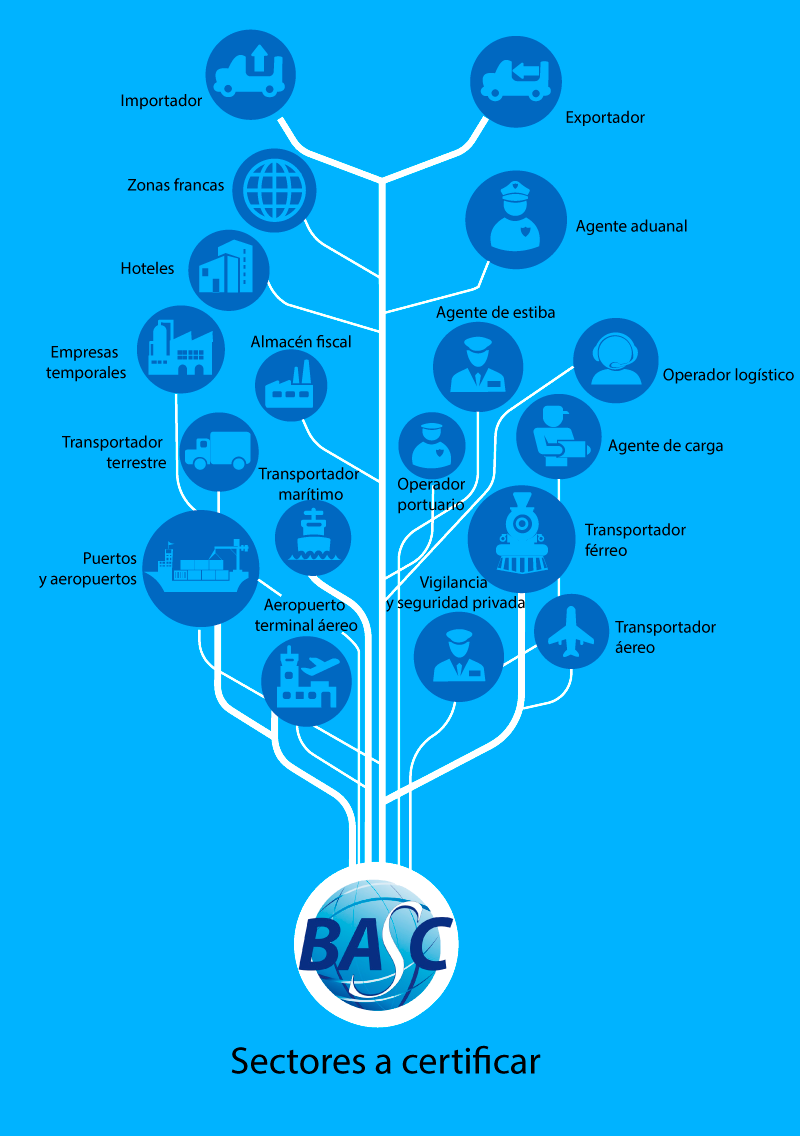 Importador
Exportador
Zonas francas
Agente aduanal
Hoteles
Agente de estiba
Almacén fiscal
Empresas
temporales
Operador logístico
Transportador
terrestre
Agente de carga
Transportador
marítimo
Operador
portuario
Transportador
férreo
Puertos
y aeropuertos
Vigilancia
y seguridad privada
Aeropuerto
terminal áereo
Transportador
áereo
BASC
Sectores a certificar